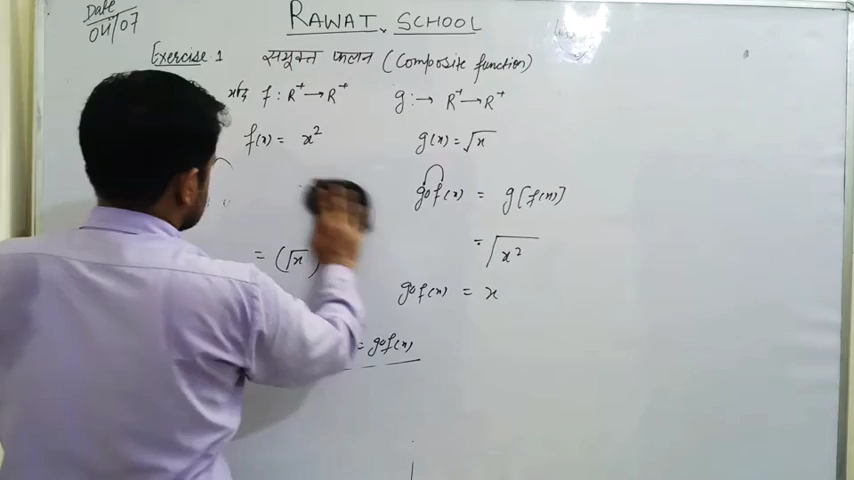 Date
04/07
RAWAT SCHOOL
Exercise 1 संयुक्त फलन (Composite function)
यदि f : R⁺ → R⁺ g : → R⁺ → R⁺
f(x) = x² g(x) = √x
gof(x) = g[f(x)]
= (√x) = √x²
gof(x) = x
= gof(x)